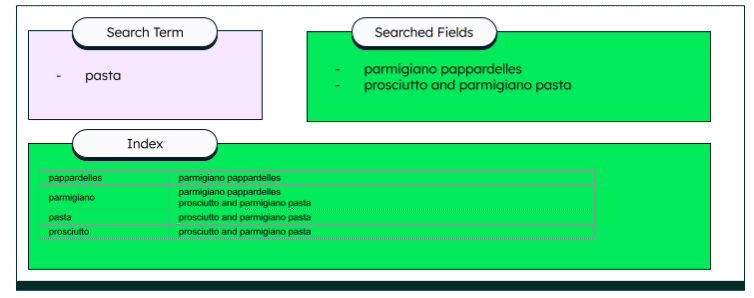 Search Term
- pasta
Searched Fields
- parmigiano pappardelles
- prosciutto and parmigiano pasta
Index
pappardelles parmigiano pappardelles
parmigiano parmigiano pappardelles
prosciutto and parmigiano pasta
pasta prosciutto and parmigiano pasta
prosciutto prosciutto and parmigiano pasta